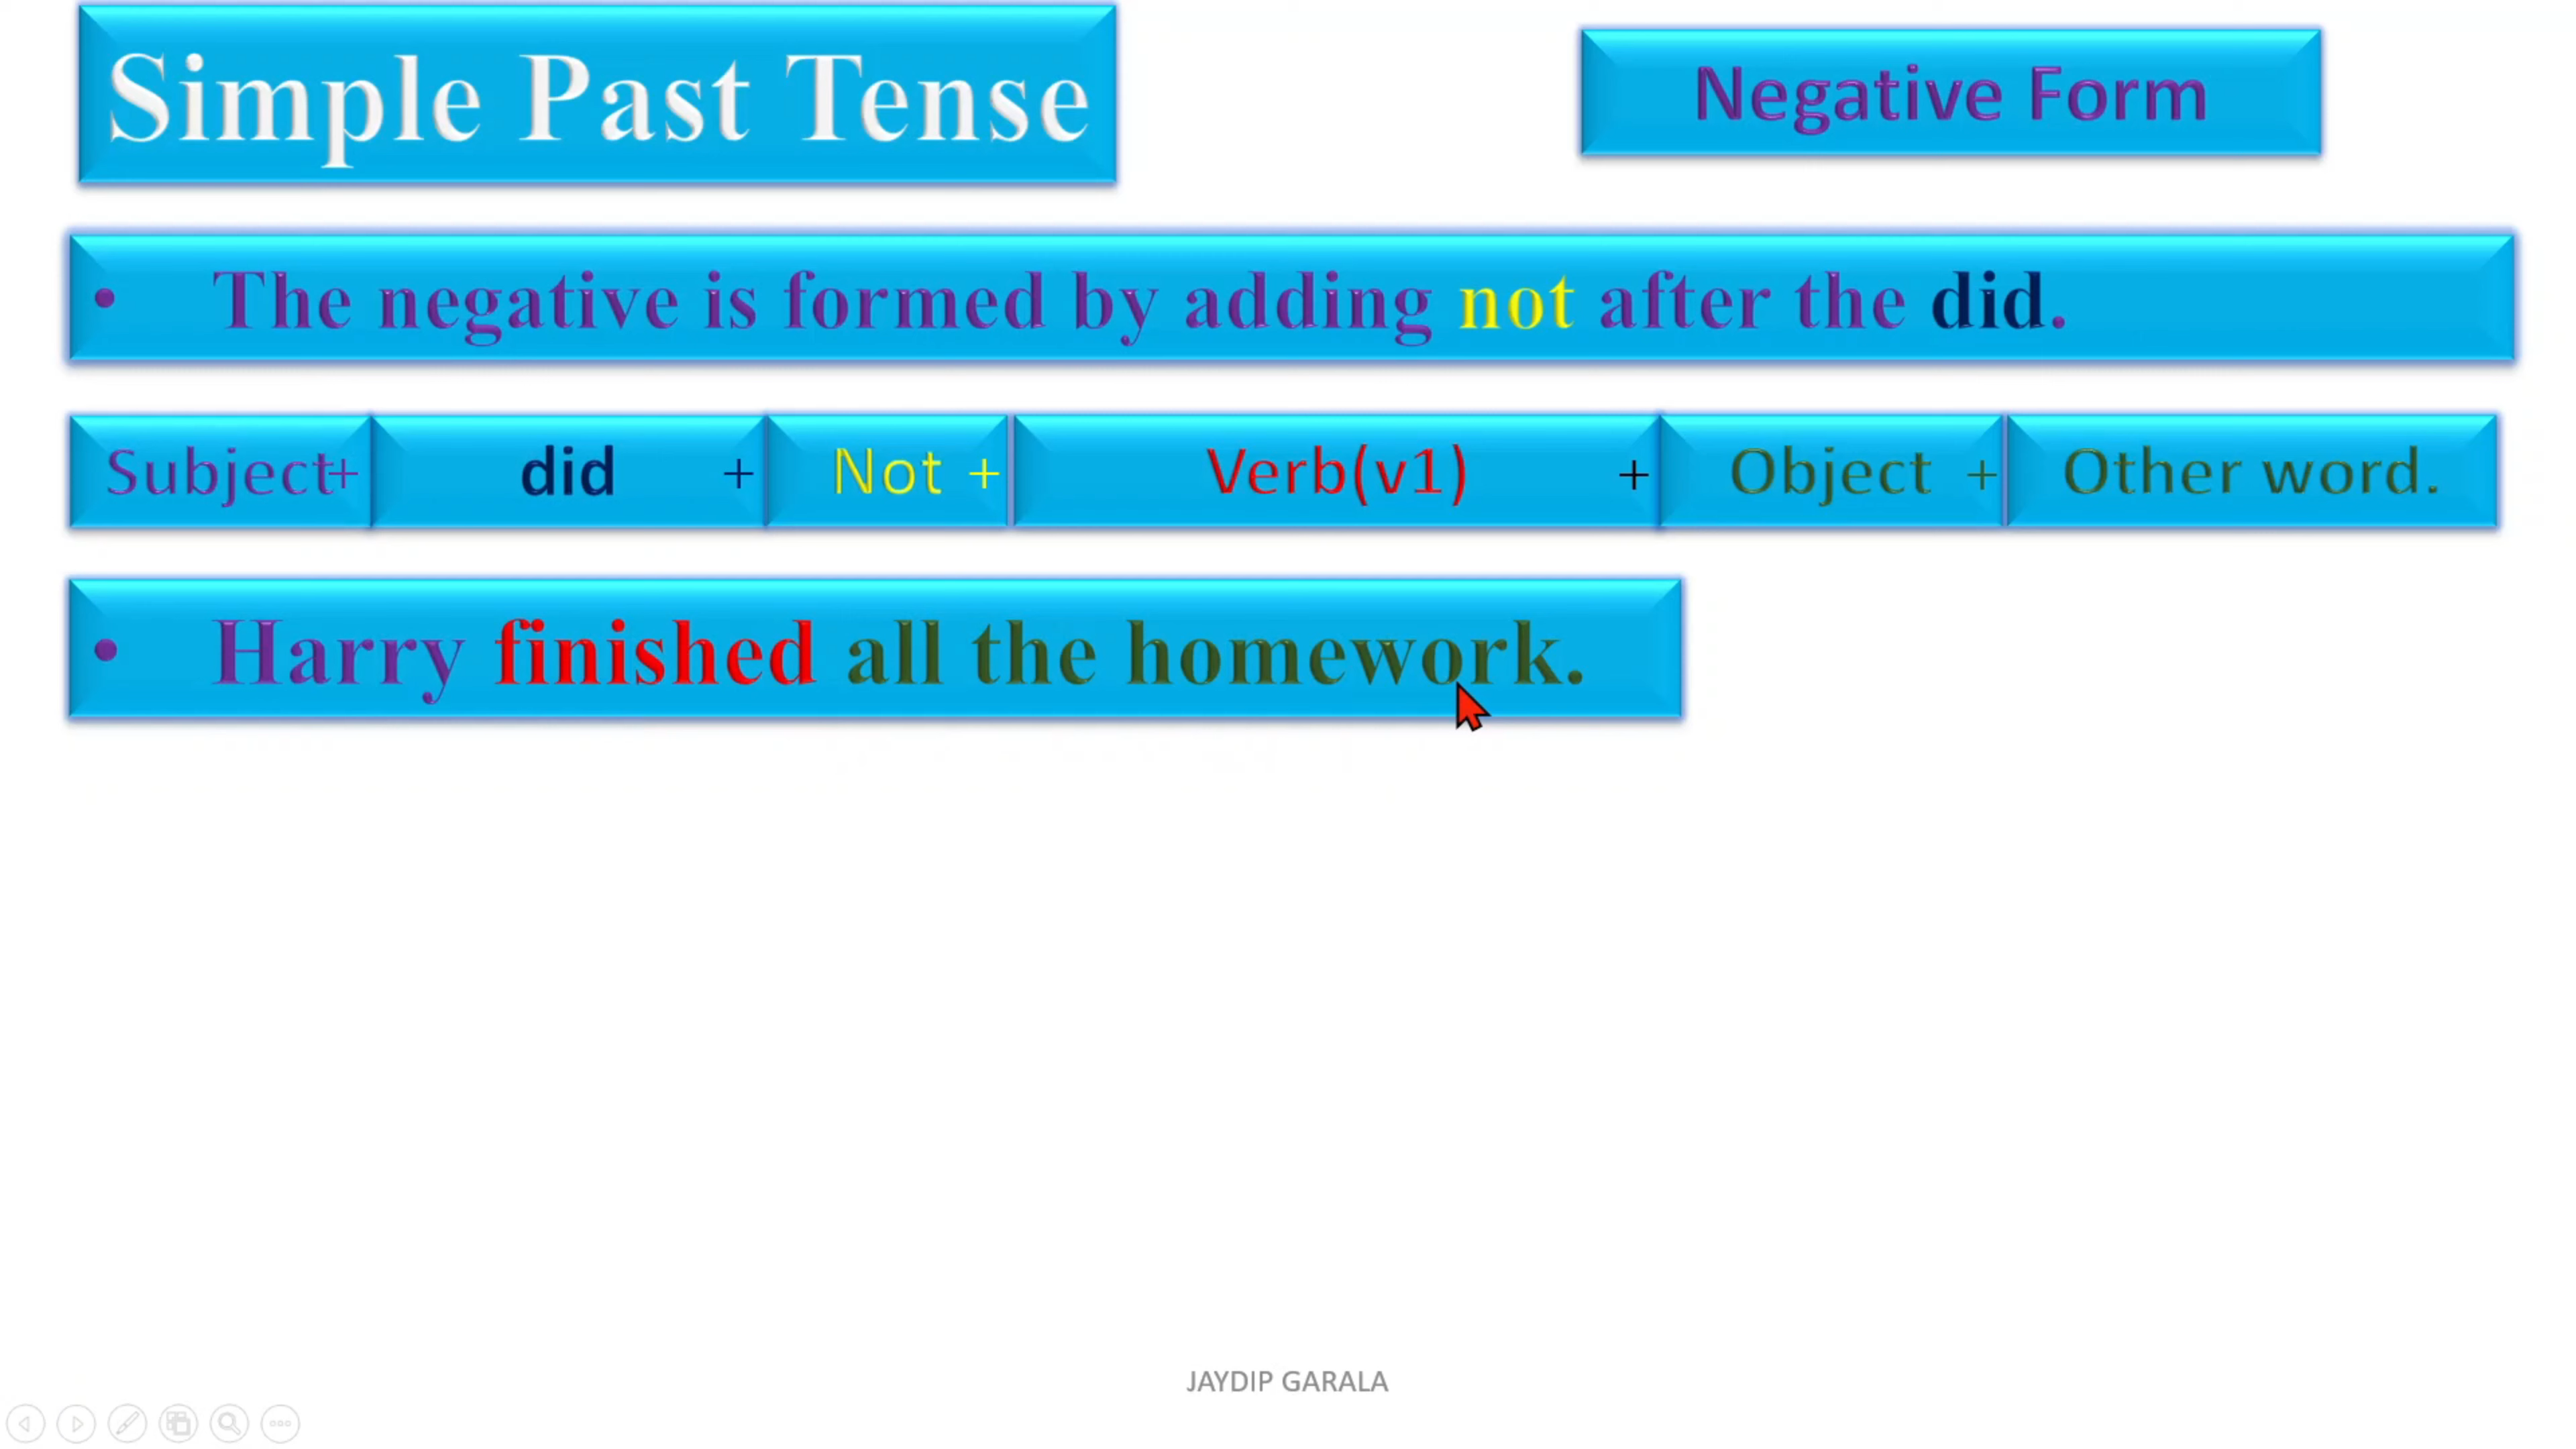 Simple Past Tense
Negative Form
• The negative is formed by adding not after the did.
Subject+ did + Not + Verb(v1) + Object + Other word.
• Harry finished all the homework.
JAYDIP GARALA